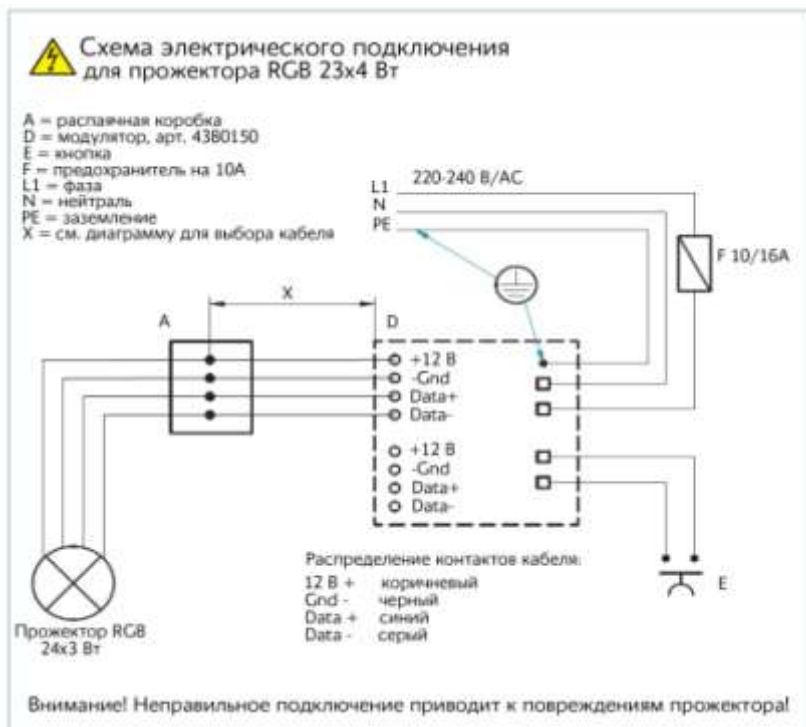 Схема электрического подключения
для прожектора RGB 23x4 Вт
A = распаячная коробка
D = модулятор, арт. 4380150
E = кнопка
F = предохранитель на 10А
L1 = фаза
N = нейтраль
PE = заземление
X = см. диаграмму для выбора кабеля
220-240 В/АС
L1
N
PE
F 10/16А
X
A
D
+12 В
-Gnd
Data+
Data-
+12 В
-Gnd
Data+
Data-
E
Распределение контактов кабеля:
12 В + коричневый
Gnd - черный
Data + синий
Data - серый
Прожектор RGB
24x3 Вт
Внимание! Неправильное подключение приводит к повреждениям прожектора!